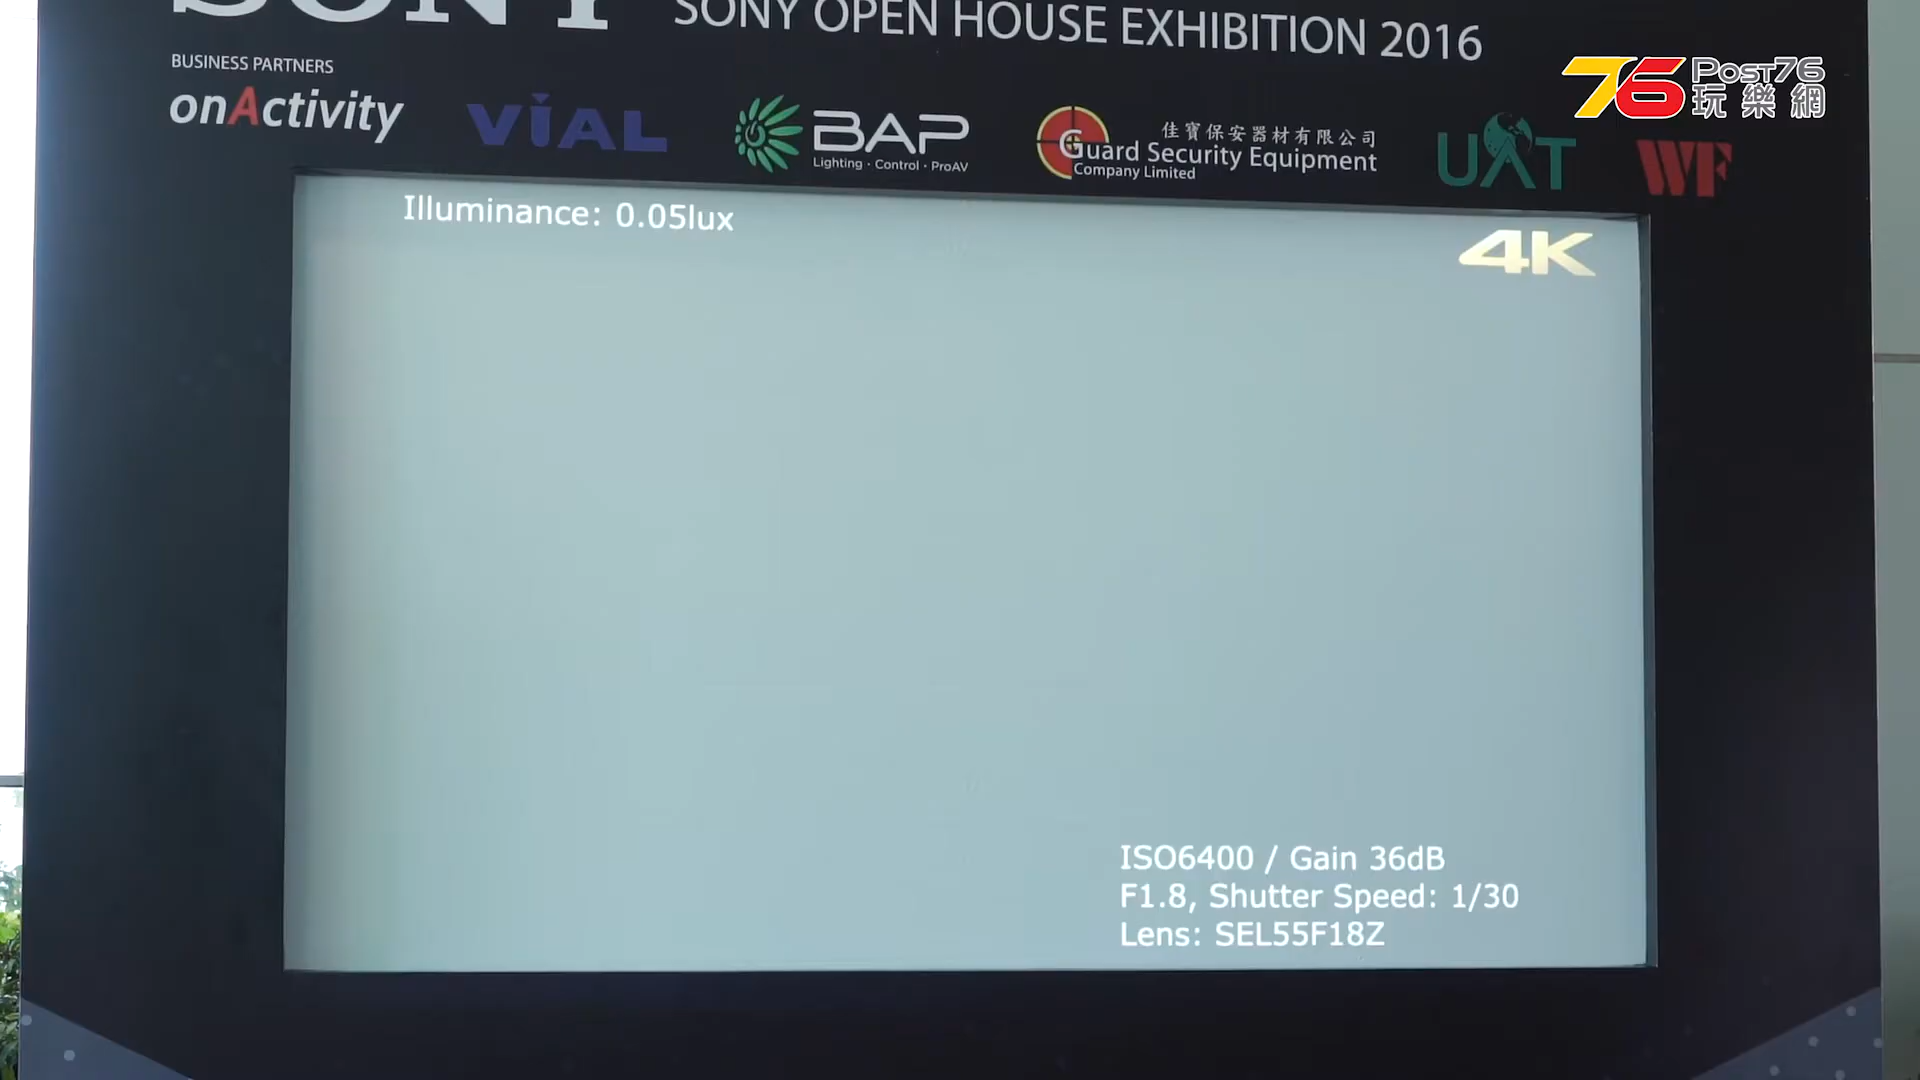 SONY
SONY OPEN HOUSE EXHIBITION 2016
76 Post76
玩樂網
BUSINESS PARTNERS
onActivity
VIAL
BAP
Lighting · Control · ProAV
佳寶保安器材有限公司
Guard Security Equipment
Company Limited
UAT
WF
Illuminance: 0.05lux
4K
ISO6400 / Gain 36dB
F1.8, Shutter Speed: 1/30
Lens: SEL55F18Z